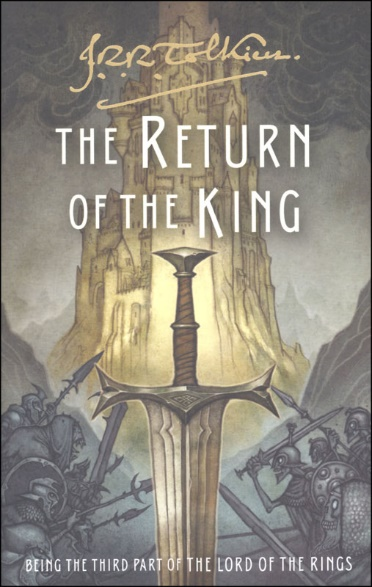 J.R.R. Tolkien.
THE RETURN
OF THE KING
BEING THE THIRD PART OF THE LORD OF THE RINGS